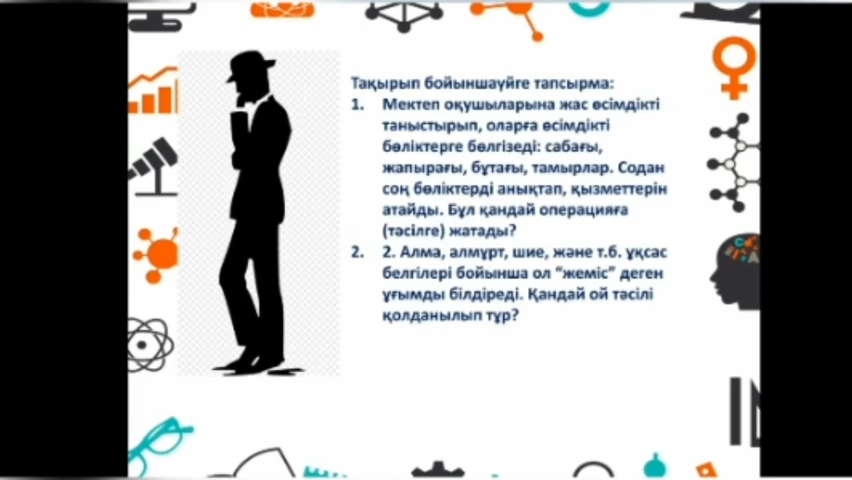 Тақырып бойыншаүйге тапсырма:
1. Мектеп оқушыларына жас өсімдікті
таныстырып, оларға өсімдікті
бөліктерге бөлгізеді: сабағы,
жапырағы, бұтағы, тамырлар. Содан
соң бөліктерді анықтап, қызметтерін
атайды. Бұл қандай операцияға
(тәсілге) жатады?
2. 2. Алма, алмұрт, шие, және т.б. ұқсас
белгілері бойынша ол “жеміс” деген
ұғымды білдіреді. Қандай ой тәсілі
қолданылып тұр?